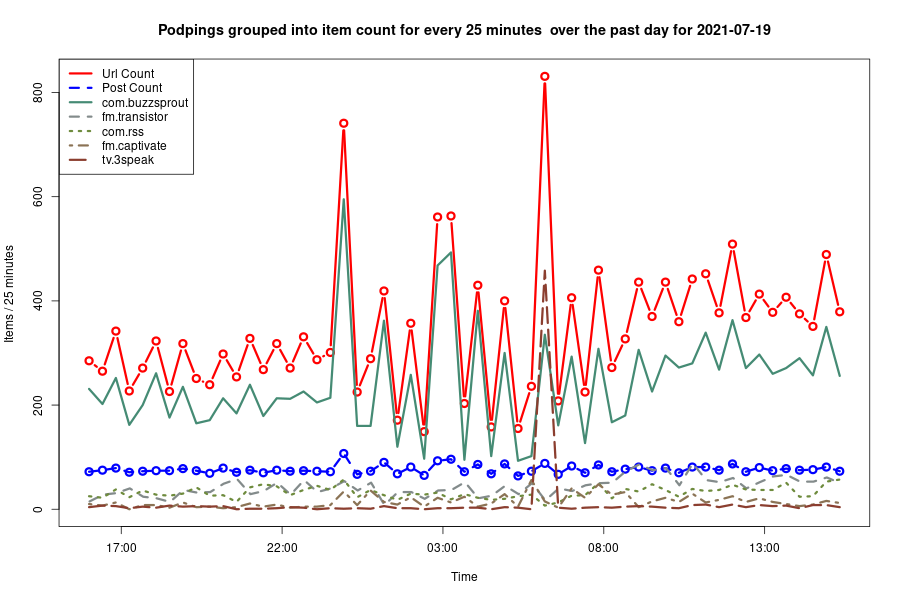 Podpings grouped into item count for every 25 minutes  over the past day for 2021-07-19
Url Count
Post Count
com.buzzsprout
fm.transistor
com.rss
fm.captivate
tv.3speak
Items / 25 minutes
800
600
400
200
0
17:00
22:00
03:00
08:00
13:00
Time